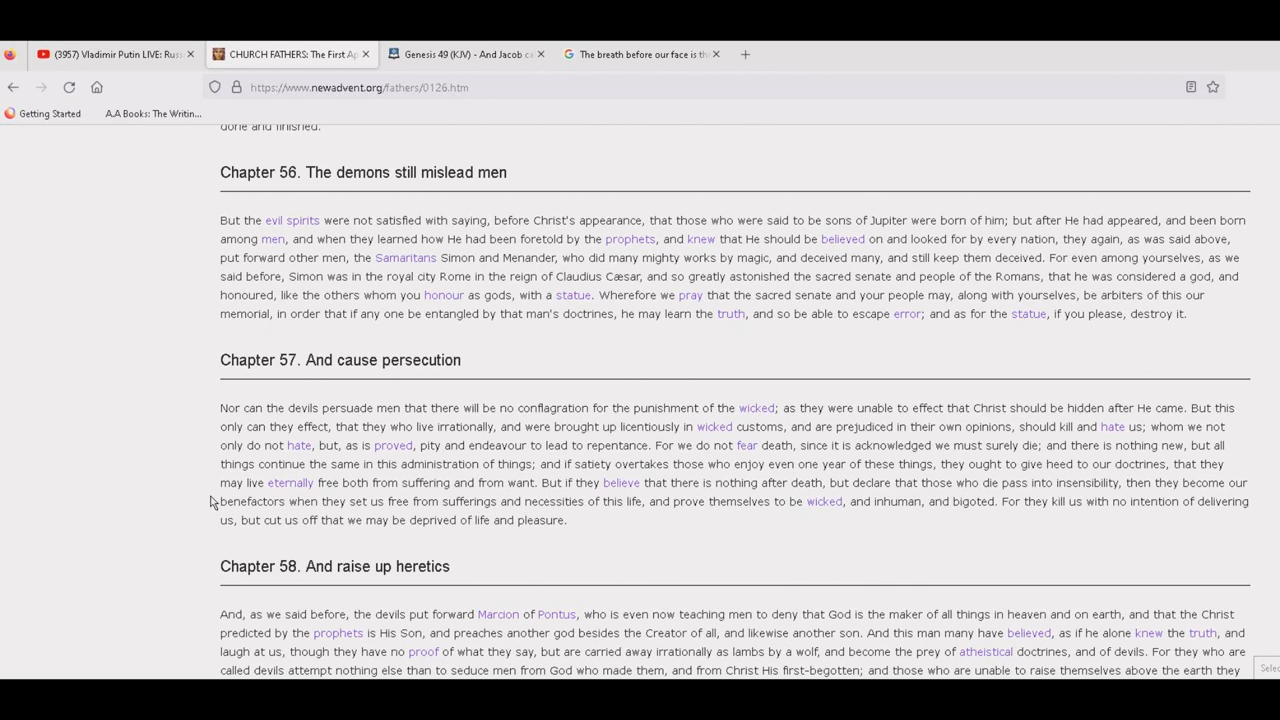 (3957) Vladimir Putin LIVE: Russ
CHURCH FATHERS: The First Ap
Genesis 49 (KJV) - And Jacob ca
The breath before our face is th
https://www.newadvent.org/fathers/0126.htm
Getting Started
A.A Books: The Writin...
done and finished.
Chapter 56. The demons still mislead men
But the evil spirits were not satisfied with saying, before Christ's appearance, that those who were said to be sons of Jupiter were born of him; but after He had appeared, and been born
among men, and when they learned how He had been foretold by the prophets, and knew that He should be believed on and looked for by every nation, they again, as was said above,
put forward other men, the Samaritans Simon and Menander, who did many mighty works by magic, and deceived many, and still keep them deceived. For even among yourselves, as we
said before, Simon was in the royal city Rome in the reign of Claudius Cæsar, and so greatly astonished the sacred senate and people of the Romans, that he was considered a god, and
honoured, like the others whom you honour as gods, with a statue. Wherefore we pray that the sacred senate and your people may, along with yourselves, be arbiters of this our
memorial, in order that if any one be entangled by that man's doctrines, he may learn the truth, and so be able to escape error; and as for the statue, if you please, destroy it.
Chapter 57. And cause persecution
Nor can the devils persuade men that there will be no conflagration for the punishment of the wicked; as they were unable to effect that Christ should be hidden after He came. But this
only can they effect, that they who live irrationally, and were brought up licentiously in wicked customs, and are prejudiced in their own opinions, should kill and hate us; whom we not
only do not hate, but, as is proved, pity and endeavour to lead to repentance. For we do not fear death, since it is acknowledged we must surely die; and there is nothing new, but all
things continue the same in this administration of things; and if satiety overtakes those who enjoy even one year of these things, they ought to give heed to our doctrines, that they
may live eternally free both from suffering and from want. But if they believe that there is nothing after death, but declare that those who die pass into insensibility, then they become our
benefactors when they set us free from sufferings and necessities of this life, and prove themselves to be wicked, and inhuman, and bigoted. For they kill us with no intention of delivering
us, but cut us off that we may be deprived of life and pleasure.
Chapter 58. And raise up heretics
And, as we said before, the devils put forward Marcion of Pontus, who is even now teaching men to deny that God is the maker of all things in heaven and on earth, and that the Christ
predicted by the prophets is His Son, and preaches another god besides the Creator of all, and likewise another son. And this man many have believed, as if he alone knew the truth, and
laugh at us, though they have no proof of what they say, but are carried away irrationally as lambs by a wolf, and become the prey of atheistical doctrines, and of devils. For they who are
called devils attempt nothing else than to seduce men from God who made them, and from Christ His first-begotten; and those who are unable to raise themselves above the earth they
Selec